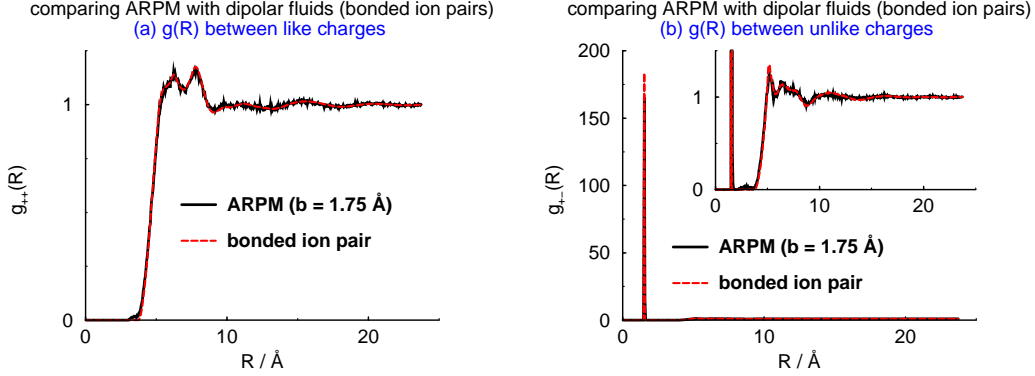 comparing ARPM with dipolar fluids (bonded ion pairs)
(a) g(R) between like charges
1
0
g++(R)
ARPM (b = 1.75 Å)
bonded ion pair
0
10
20
R / Å
comparing ARPM with dipolar fluids (bonded ion pairs)
(b) g(R) between unlike charges
200
150
100
50
0
g+−(R)
1
0
0
10
20
ARPM (b = 1.75 Å)
bonded ion pair
0
10
20
R / Å